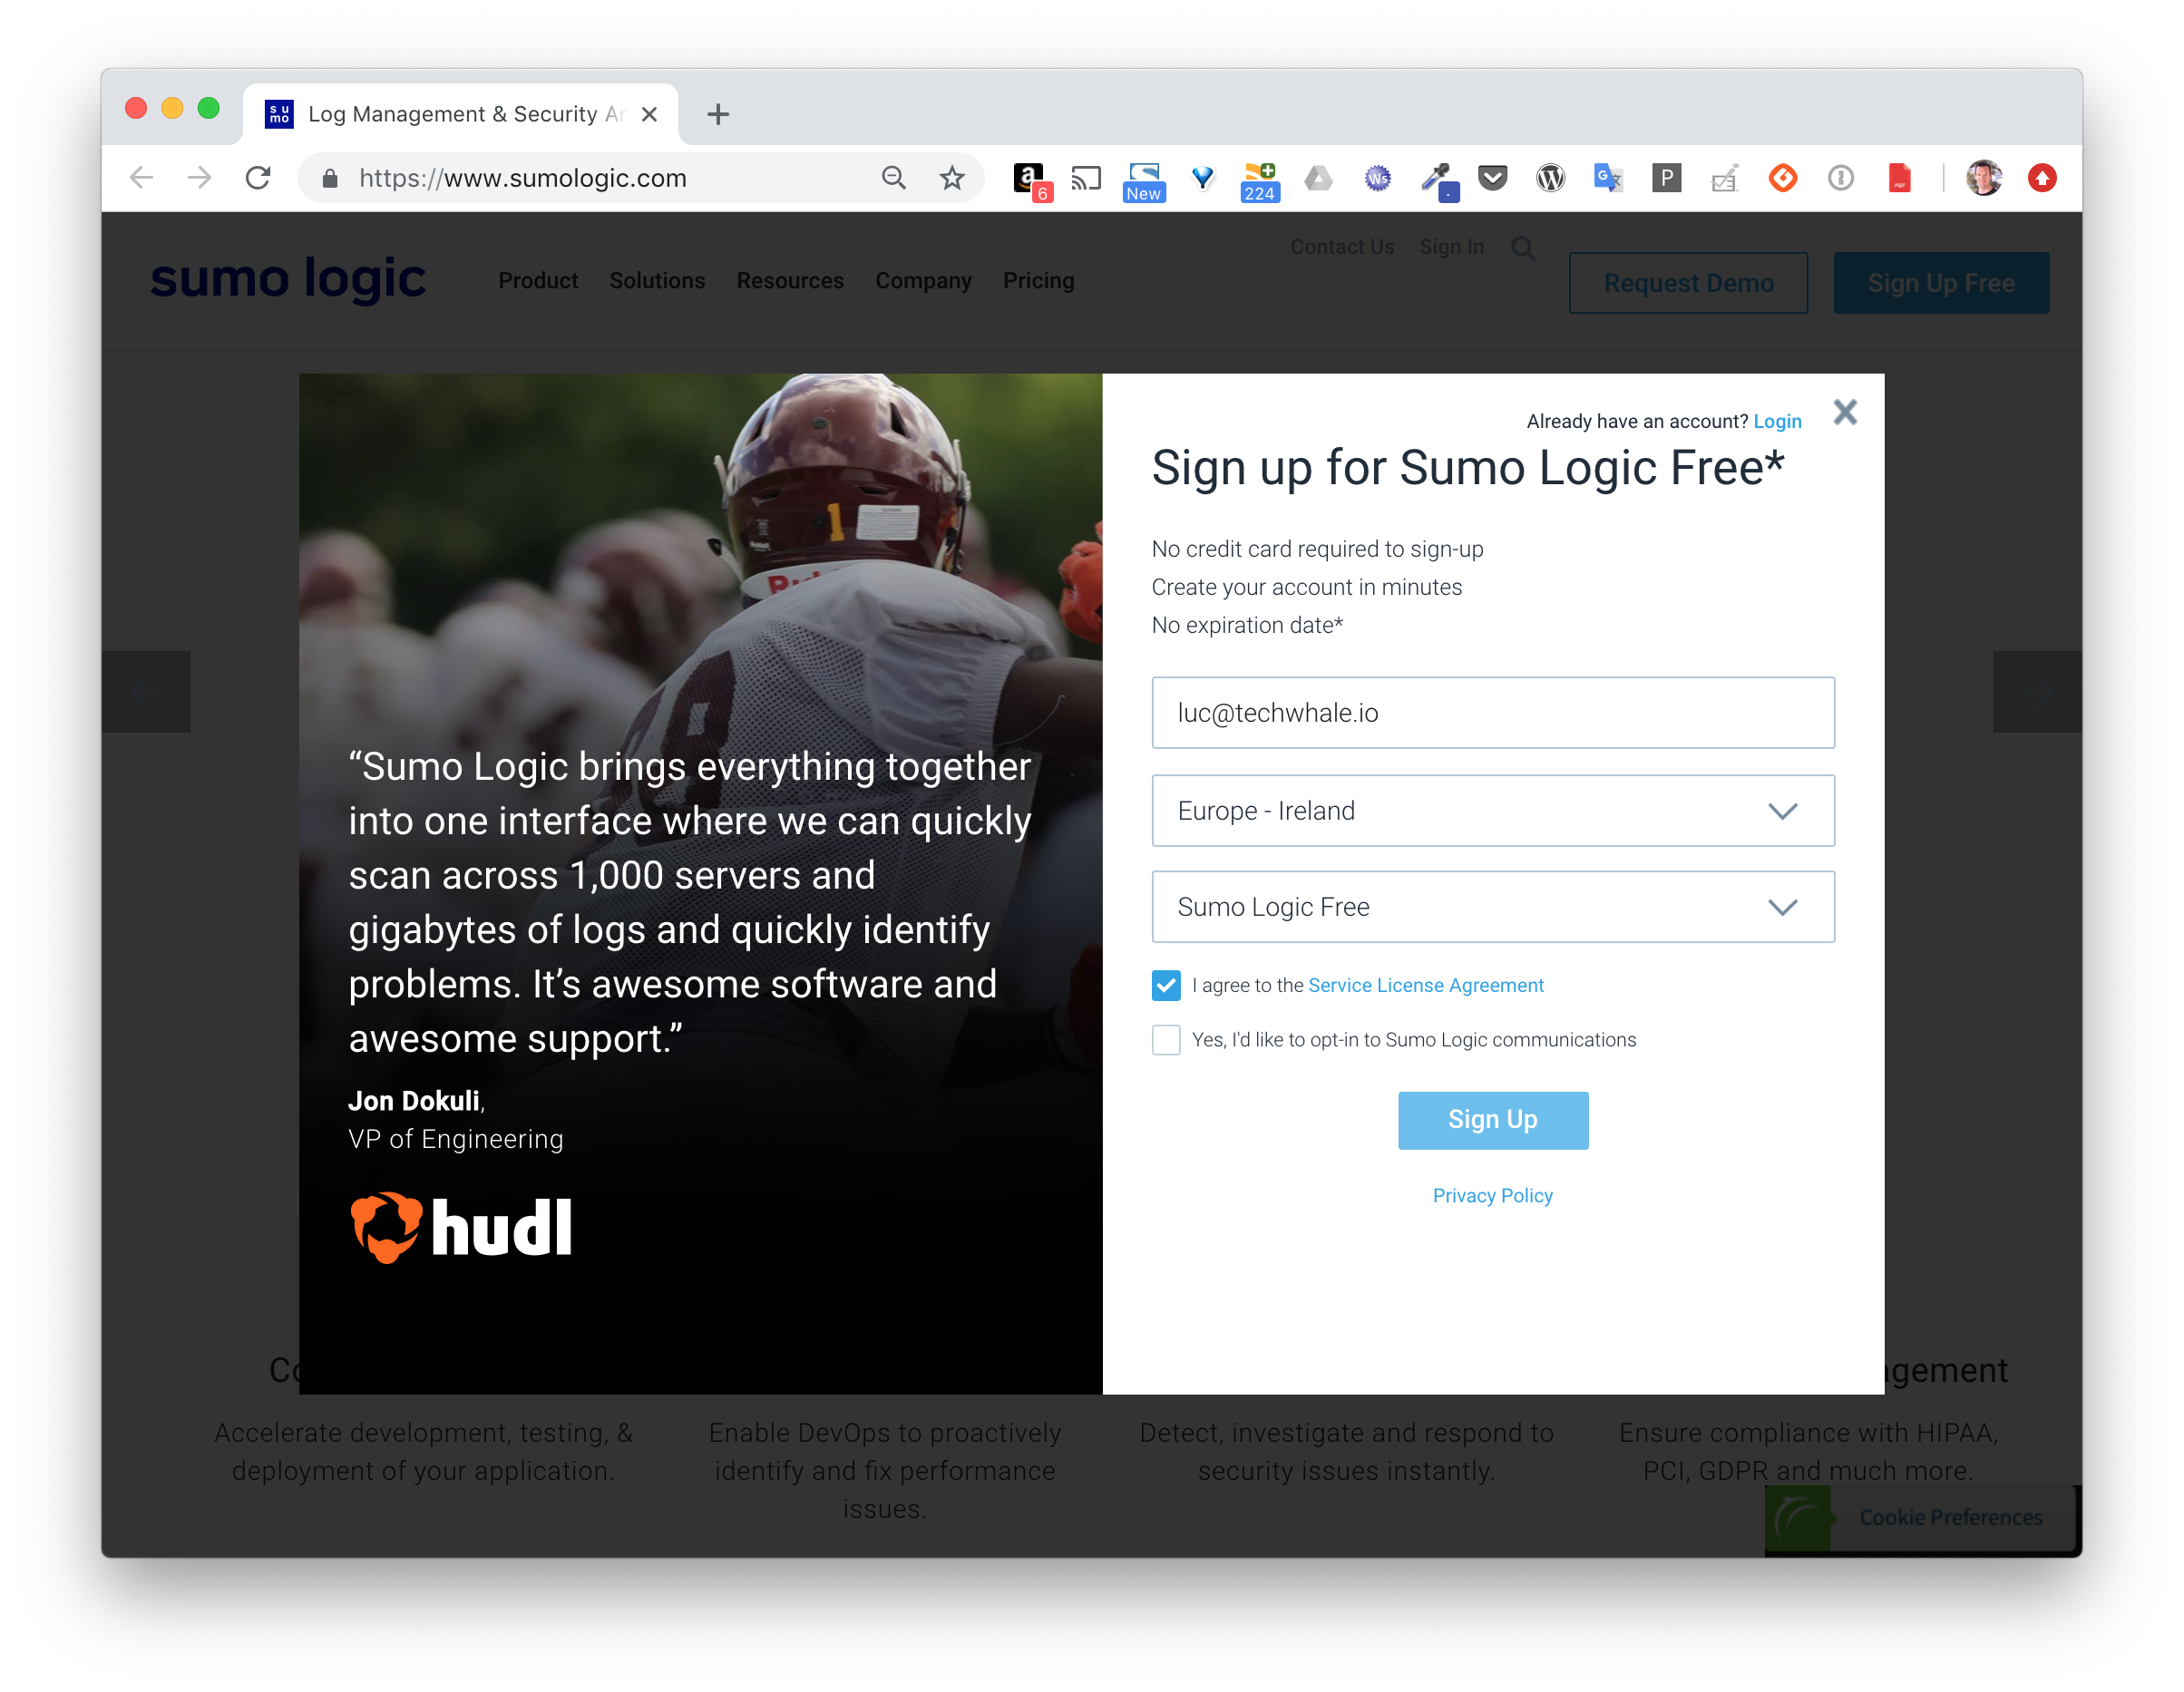 su
mo
Log Management & Security Ar
https://www.sumologic.com
a
6
New
224
Ws
G
P
PDF
sumo logic
Product
Solutions
Resources
Company
Pricing
Contact Us
Sign In
Request Demo
Sign Up Free
1
Already have an account? Login
Sign up for Sumo Logic Free*
No credit card required to sign-up
Create your account in minutes
No expiration date*
luc@techwhale.io
Europe - Ireland
Sumo Logic Free
I agree to the Service License Agreement
Yes, I'd like to opt-in to Sumo Logic communications
Sign Up
Privacy Policy
“Sumo Logic brings everything together
into one interface where we can quickly
scan across 1,000 servers and
gigabytes of logs and quickly identify
problems. It’s awesome software and
awesome support.”
Jon Dokuli,
VP of Engineering
hudl
Co
gement
Accelerate development, testing, &
deployment of your application.
Enable DevOps to proactively
identify and fix performance
issues.
Detect, investigate and respond to
security issues instantly.
Ensure compliance with HIPAA,
PCI, GDPR and much more.
Cookie Preferences